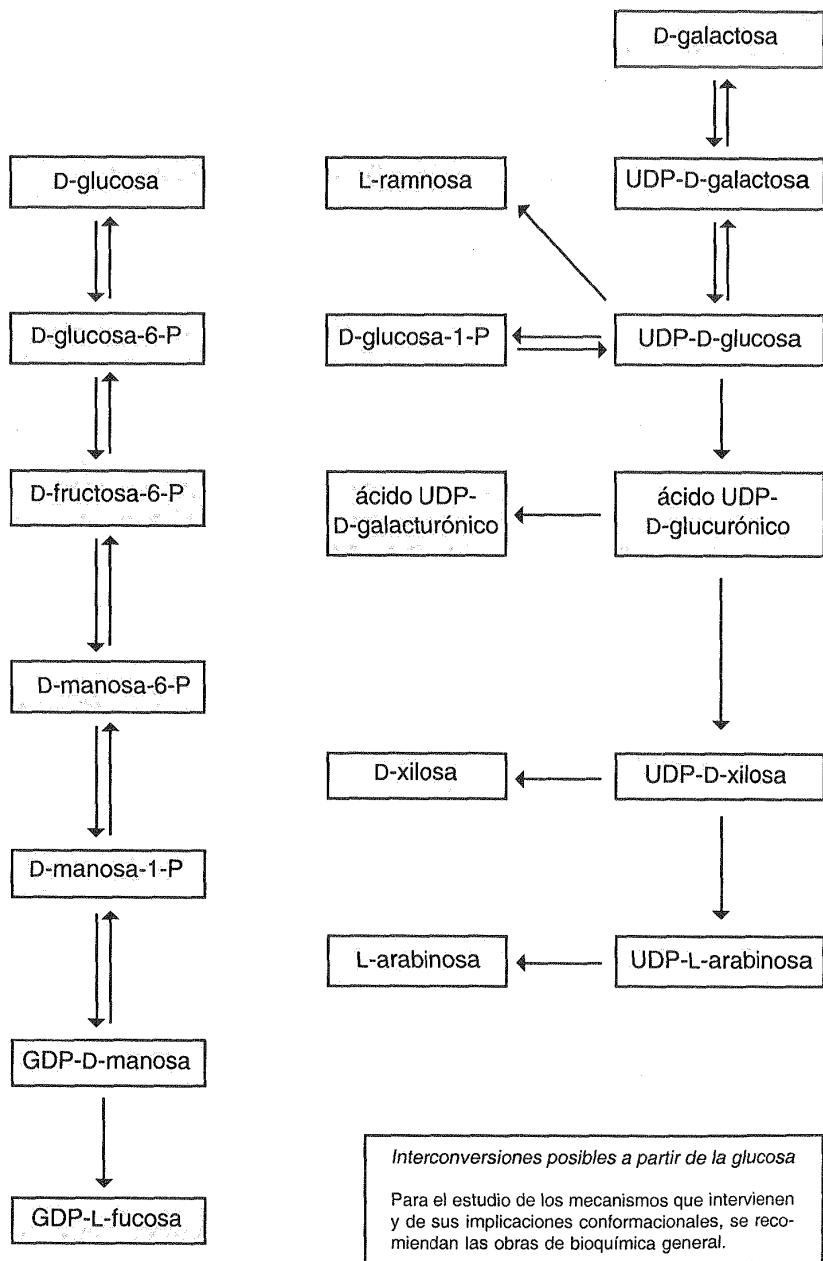 D-glucosa
D-glucosa-6-P
D-fructosa-6-P
D-manosa-6-P
D-manosa-1-P
GDP-D-manosa
GDP-L-fucosa
D-galactosa
UDP-D-galactosa
L-ramnosa
D-glucosa-1-P
UDP-D-glucosa
ácido UDP-
D-galacturónico
ácido UDP-
D-glucurónico
D-xilosa
UDP-D-xilosa
L-arabinosa
UDP-L-arabinosa
Interconversiones posibles a partir de la glucosa
Para el estudio de los mecanismos que intervienen
y de sus implicaciones conformacionales, se reco-
miendan las obras de bioquímica general.